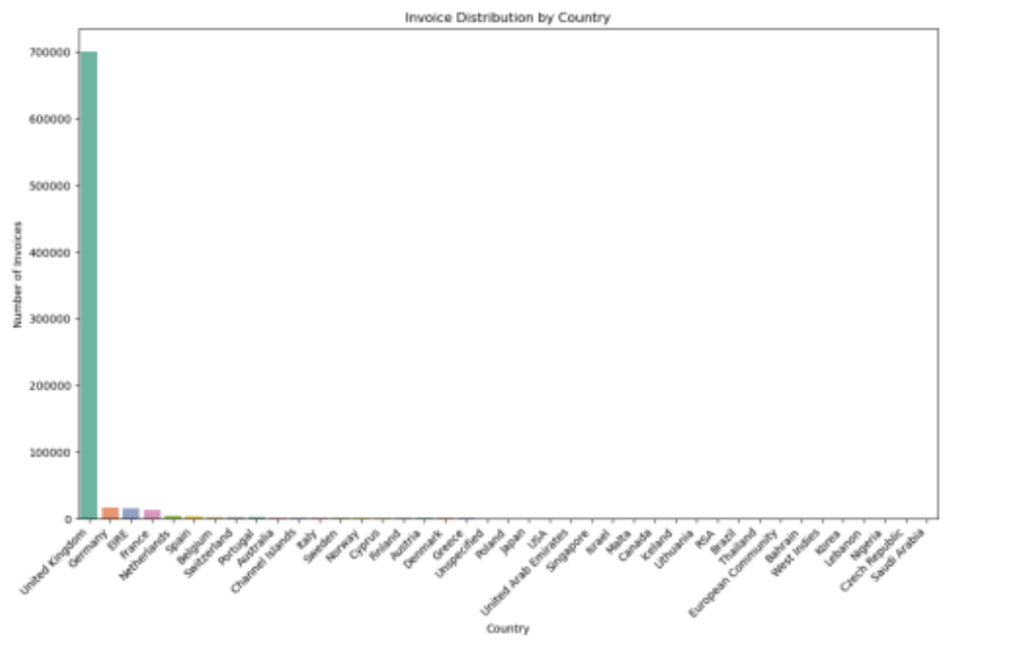 Invoice Distribution by Country
Number of Invoices
700000
600000
500000
400000
300000
200000
100000
0
United Kingdom
Germany
EIRE
France
Netherlands
Spain
Belgium
Switzerland
Portugal
Australia
Channel Islands
Italy
Sweden
Norway
Cyprus
Finland
Austria
Denmark
Greece
Unspecified
Poland
Japan
USA
United Arab Emirates
Singapore
Israel
Malta
Canada
Iceland
Lithuania
RSA
Brazil
Thailand
European Community
Bahrain
West Indies
Korea
Lebanon
Nigeria
Czech Republic
Saudi Arabia
Country